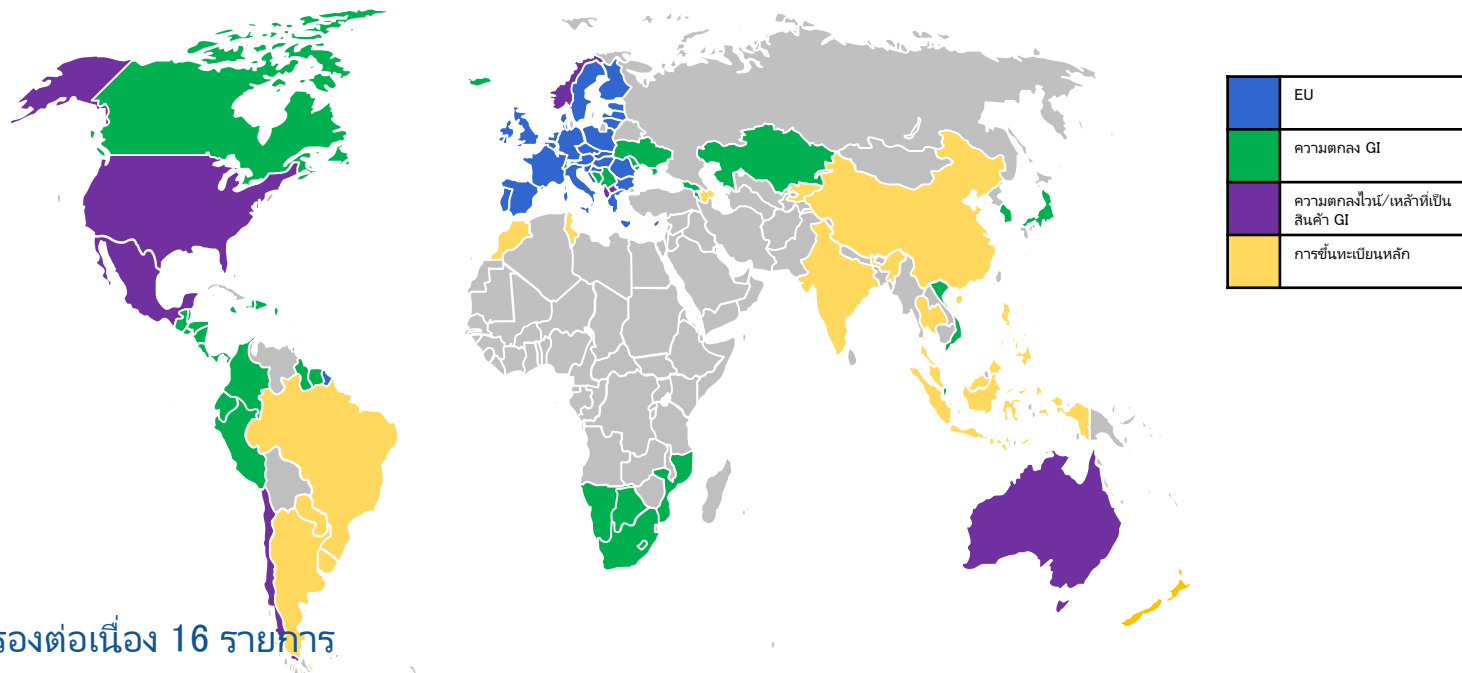 EU
ความตกลง GI
ความตกลงไวน์/เหล้าที่เป็น
สินค้า GI
การขึ้นทะเบียนหลัก
รองต่อเนื่อง 16 รายการ